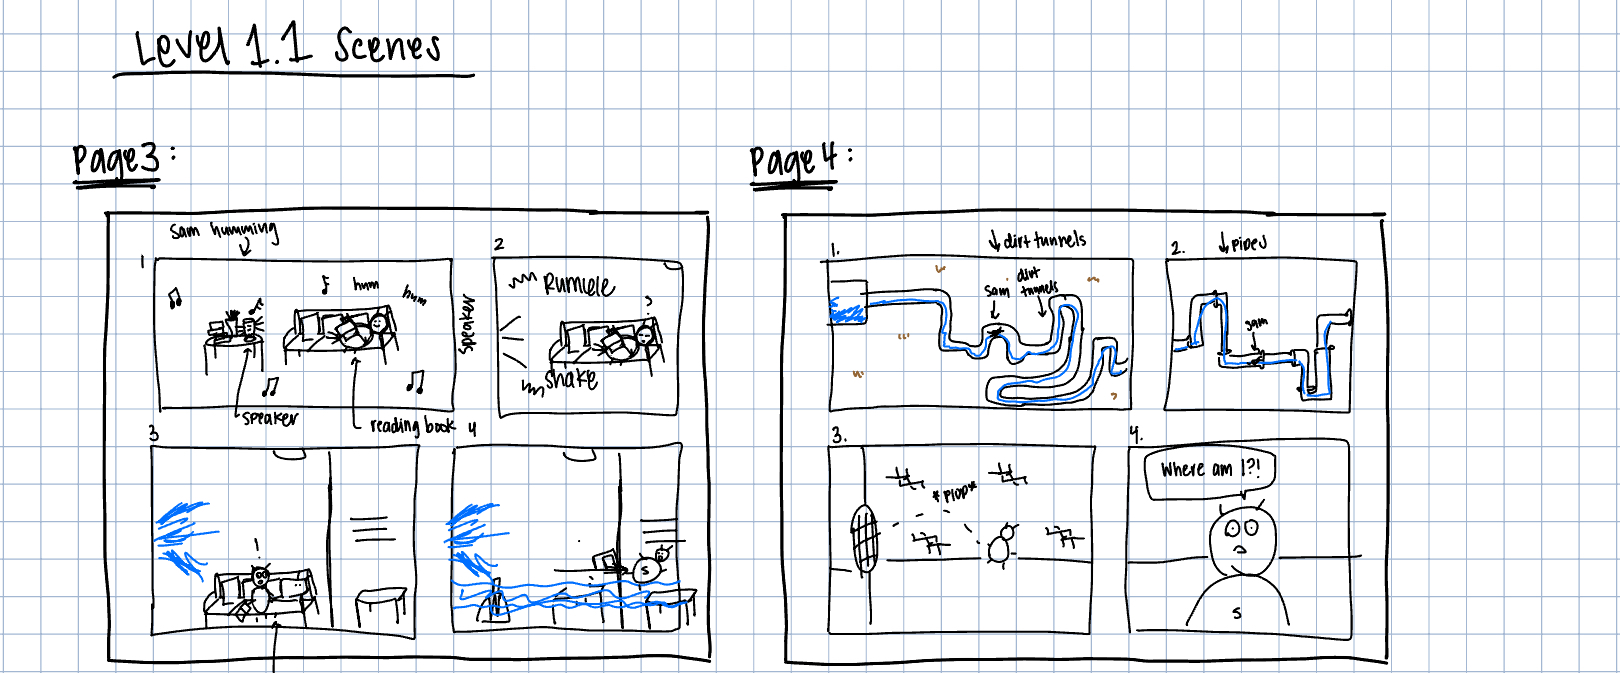 Level 1.1 Scenes
Page 3:
Sam humming
1
hum
hum
speaker
reading book
2
Rumble
?
shake
speaker
3
!
4
S
Page 4:
1.
dirt tunnels
Sam
dirt
tunnels
2.
pipes
Sam
3.
*Plop*
4.
Where am I?!
S